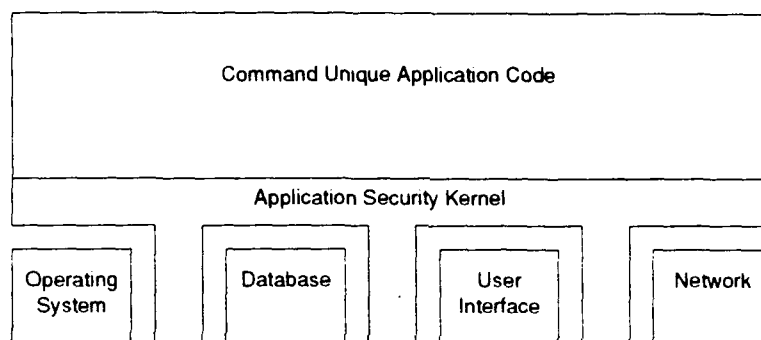 Command Unique Application Code
Application Security Kernel
Operating
System
Database
User
Interface
Network